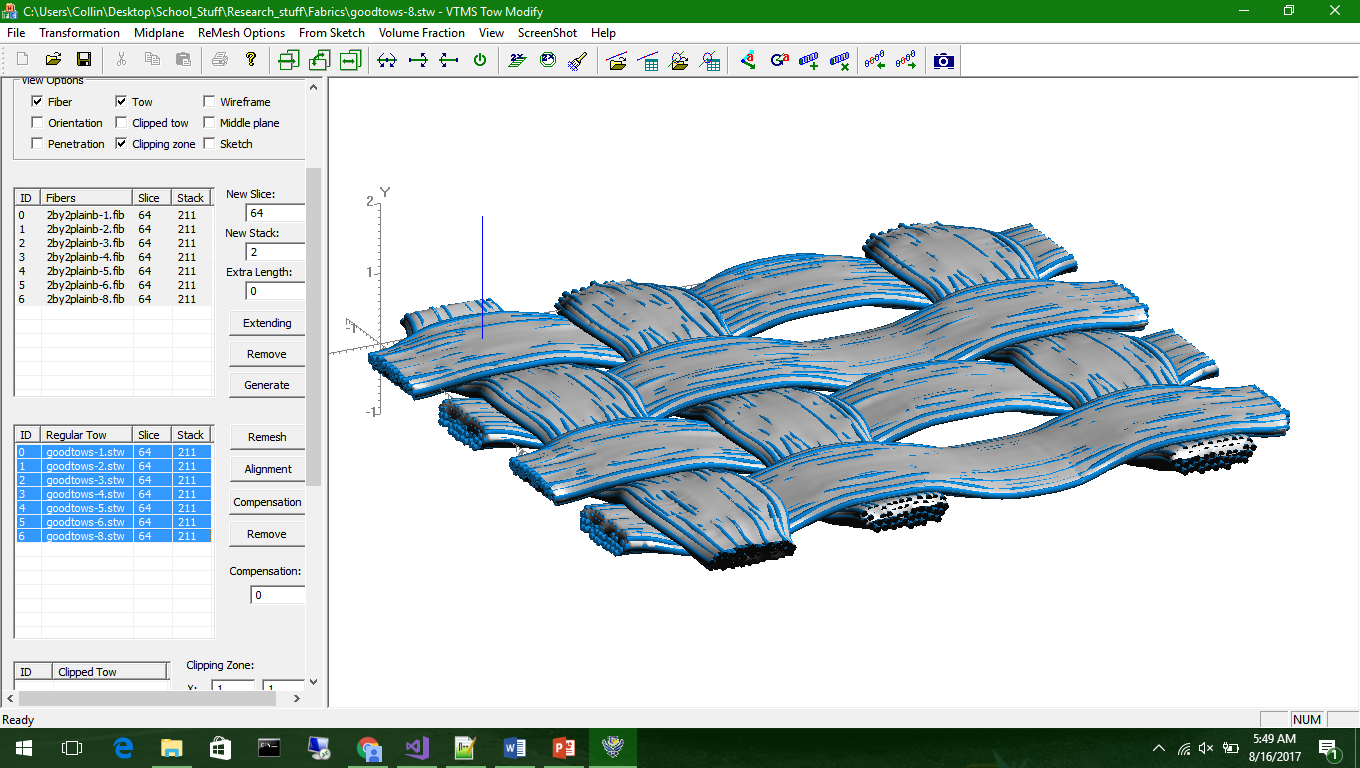 C:\Users\Collin\Desktop\School_Stuff\Research_stuff\Fabrics\goodtows-8.stw - VTMS Tow Modify
File Transformation Midplane ReMesh Options From Sketch Volume Fraction View ScreenShot Help
View Options
Fiber Tow Wireframe
Orientation Clipped tow Middle plane
Penetration Clipping zone Sketch
ID Fibers Slice Stack
0 2by2plainb-1.fib 64 211
1 2by2plainb-2.fib 64 211
2 2by2plainb-3.fib 64 211
3 2by2plainb-4.fib 64 211
4 2by2plainb-5.fib 64 211
5 2by2plainb-6.fib 64 211
6 2by2plainb-8.fib 64 211
New Slice:
64
New Stack:
2
Extra Length:
0
Extending
Remove
Generate
ID Regular Tow Slice Stack
0 goodtows-1.stw 64 211
1 goodtows-2.stw 64 211
2 goodtows-3.stw 64 211
3 goodtows-4.stw 64 211
4 goodtows-5.stw 64 211
5 goodtows-6.stw 64 211
6 goodtows-8.stw 64 211
Remesh
Alignment
Compensation
Remove
Compensation:
0
ID Clipped Tow
Clipping Zone:
X: 1 1
Y
2
1
-1
Ready
NUM
5:49 AM
8/16/2017
1